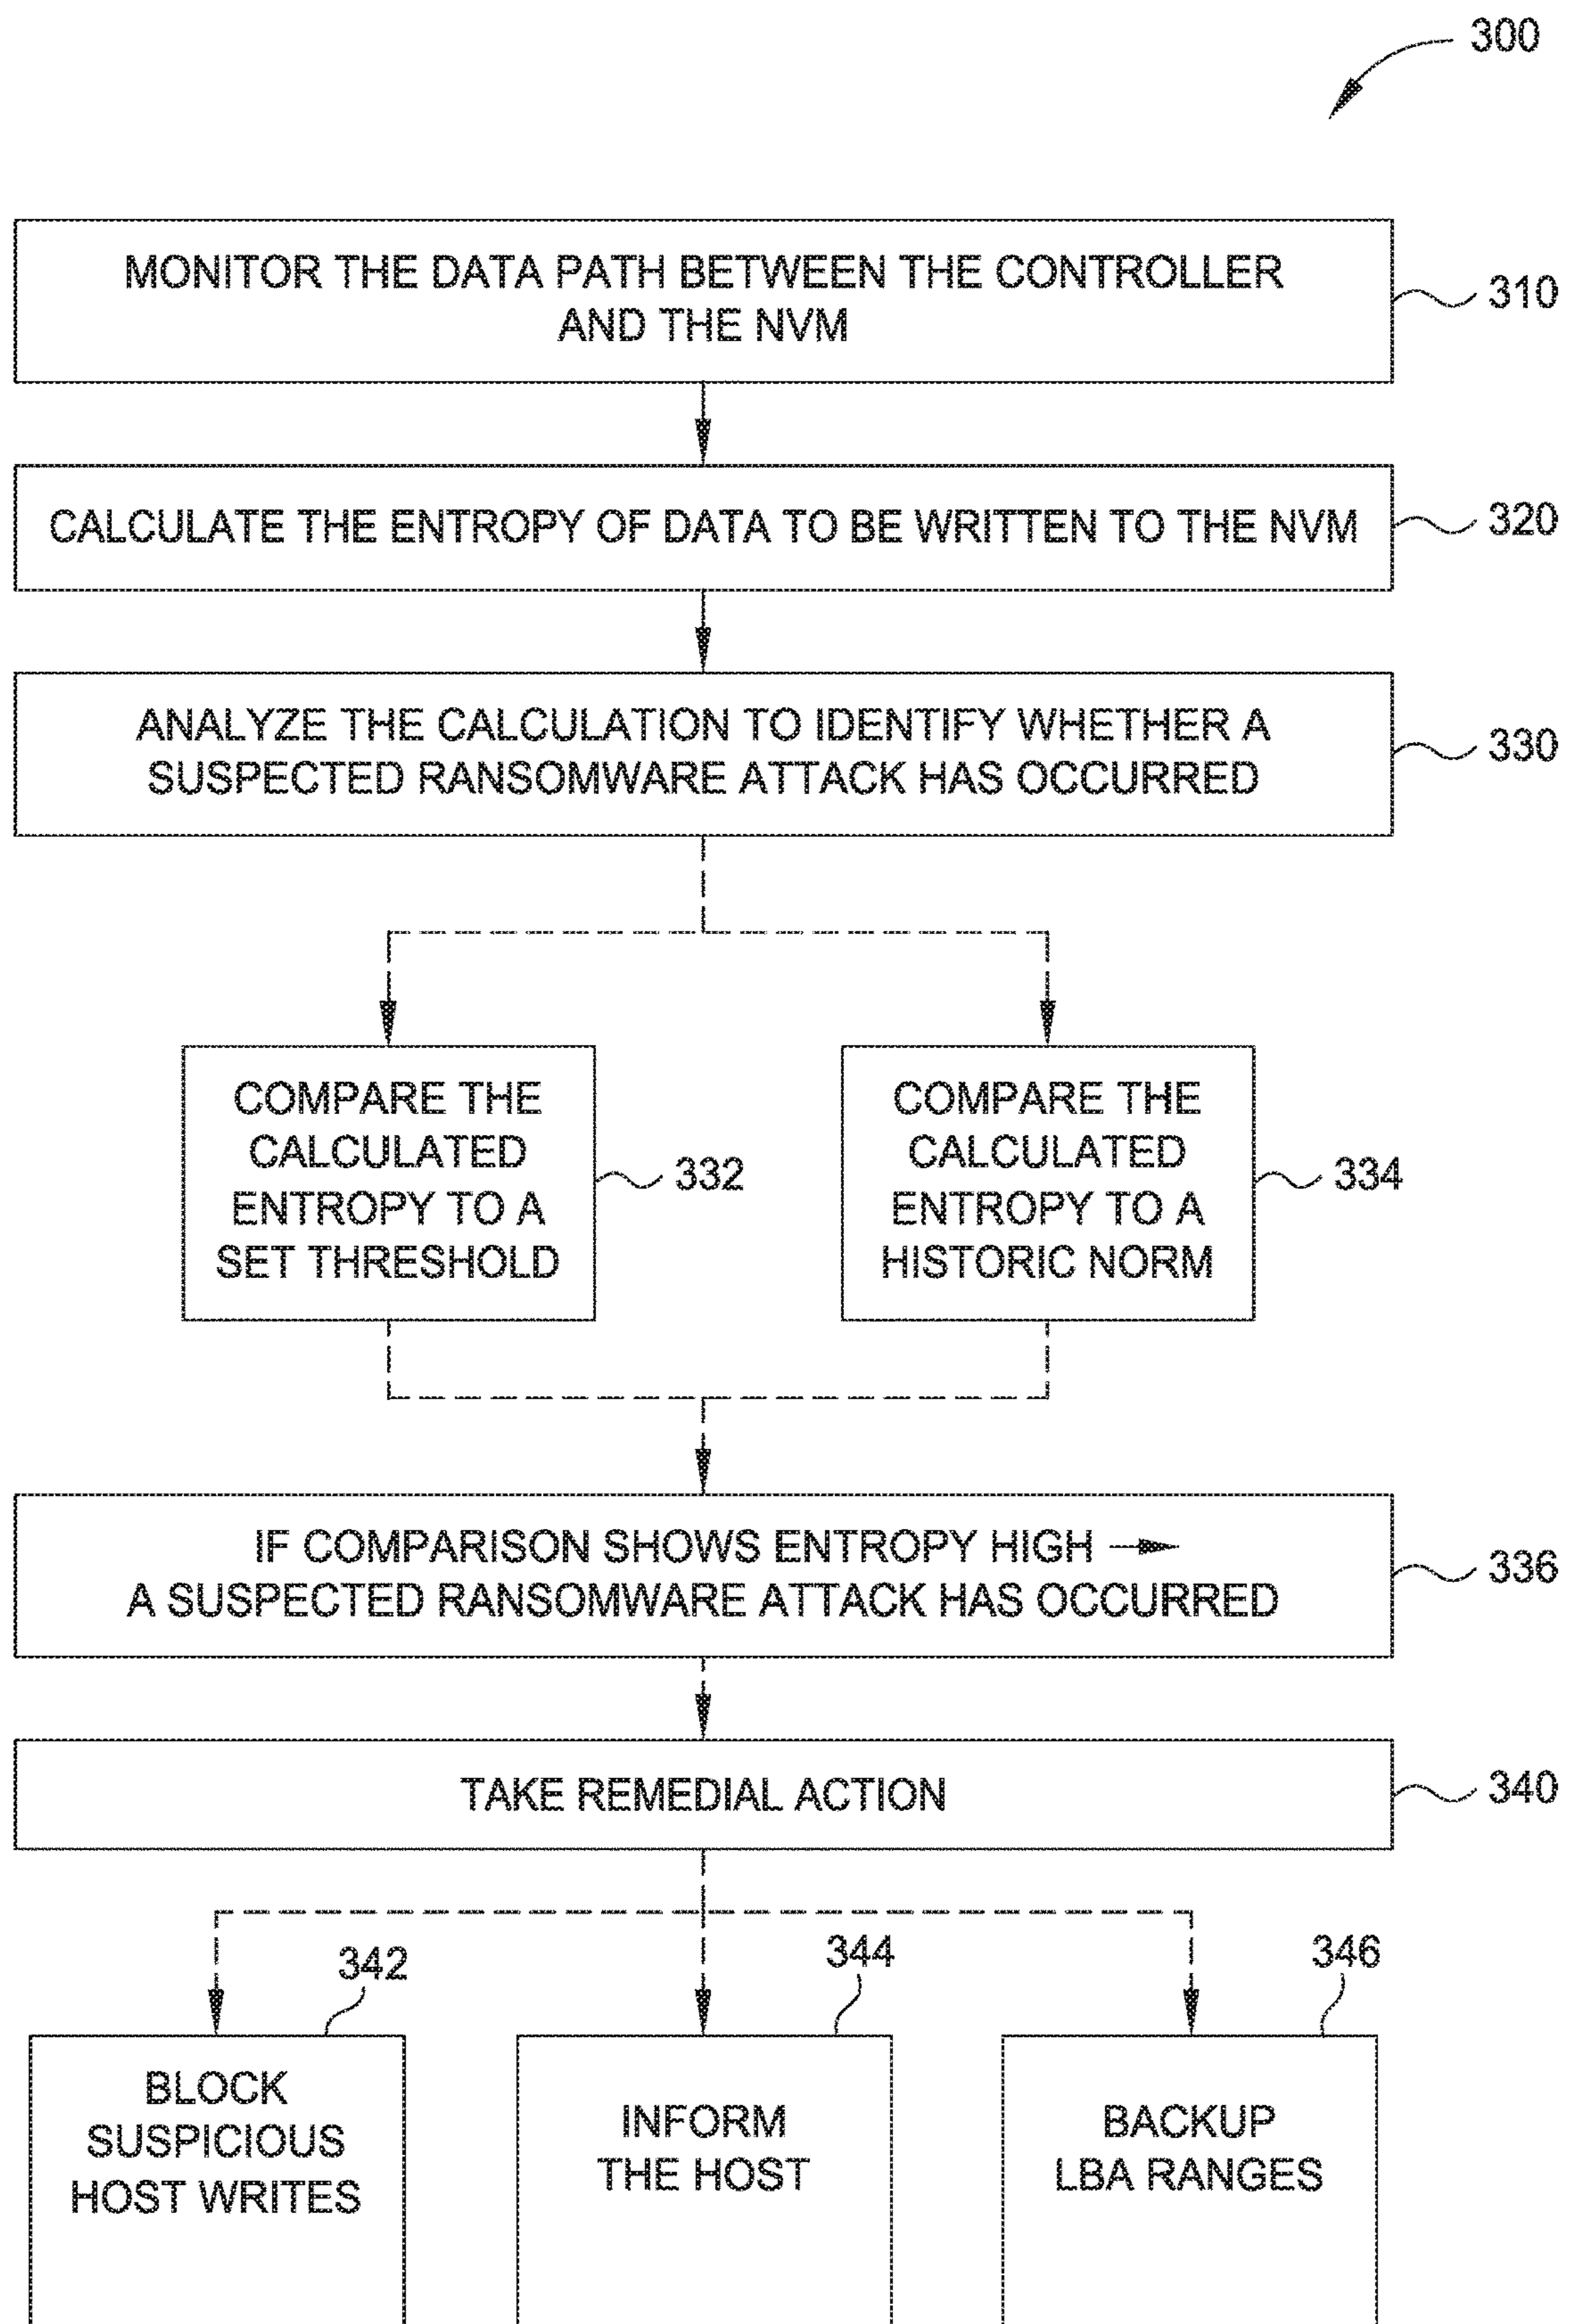 300
MONITOR THE DATA PATH BETWEEN THE CONTROLLER
AND THE NVM
310
CALCULATE THE ENTROPY OF DATA TO BE WRITTEN TO THE NVM
320
ANALYZE THE CALCULATION TO IDENTIFY WHETHER A
SUSPECTED RANSOMWARE ATTACK HAS OCCURRED
330
COMPARE THE
CALCULATED
ENTROPY TO A
SET THRESHOLD
332
COMPARE THE
CALCULATED
ENTROPY TO A
HISTORIC NORM
334
IF COMPARISON SHOWS ENTROPY HIGH →
A SUSPECTED RANSOMWARE ATTACK HAS OCCURRED
336
TAKE REMEDIAL ACTION
340
342
BLOCK
SUSPICIOUS
HOST WRITES
344
INFORM
THE HOST
346
BACKUP
LBA RANGES